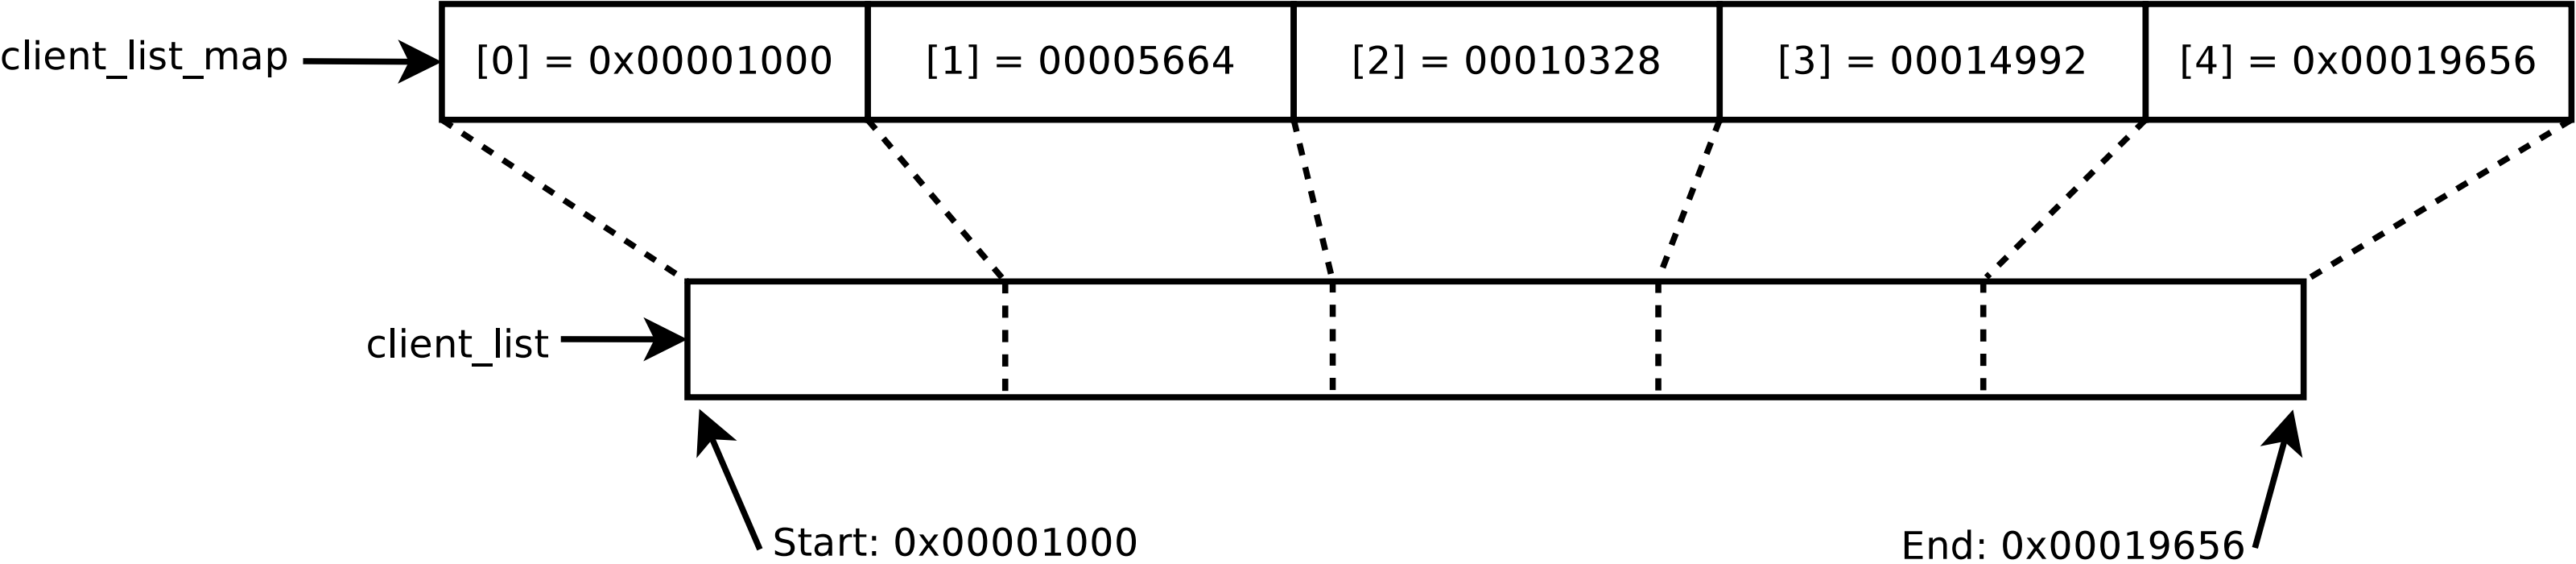 client_list_map
[0] = 0x00001000
[1] = 00005664
[2] = 00010328
[3] = 00014992
[4] = 0x00019656
client_list
Start: 0x00001000
End: 0x00019656